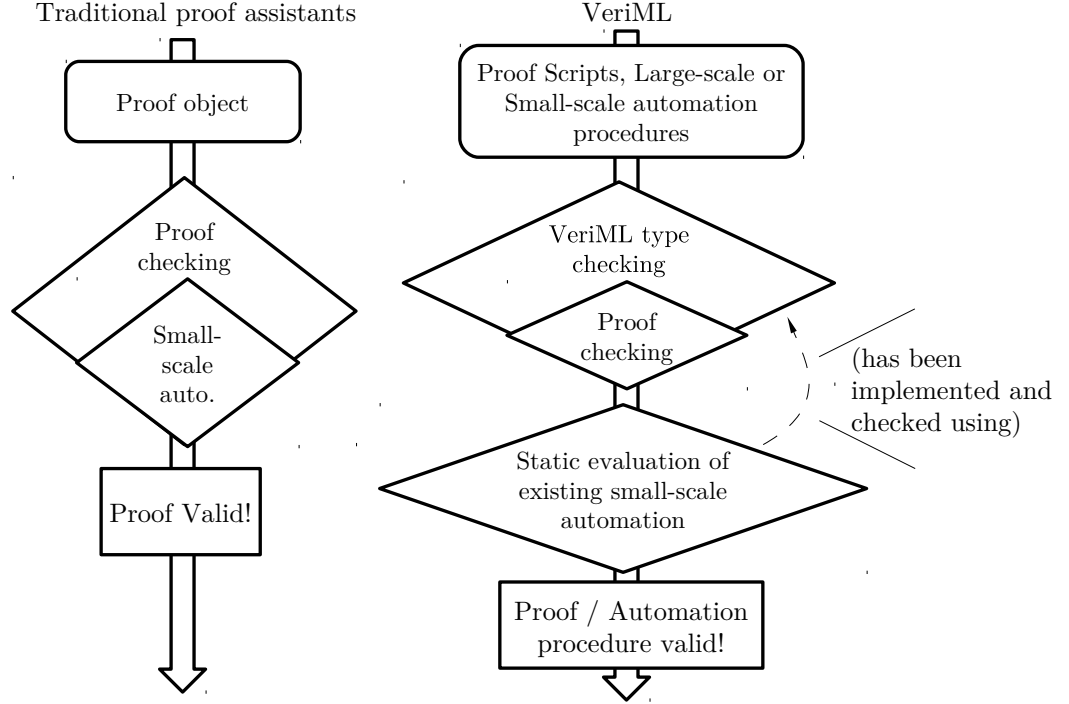 Traditional proof assistants
Proof object
Proof
checking
Small-
scale
auto.
Proof Valid!
VeriML
Proof Scripts, Large-scale or
Small-scale automation
procedures
VeriML type
checking
Proof
checking
(has been
implemented and
checked using)
Static evaluation of
existing small-scale
automation
Proof / Automation
procedure valid!